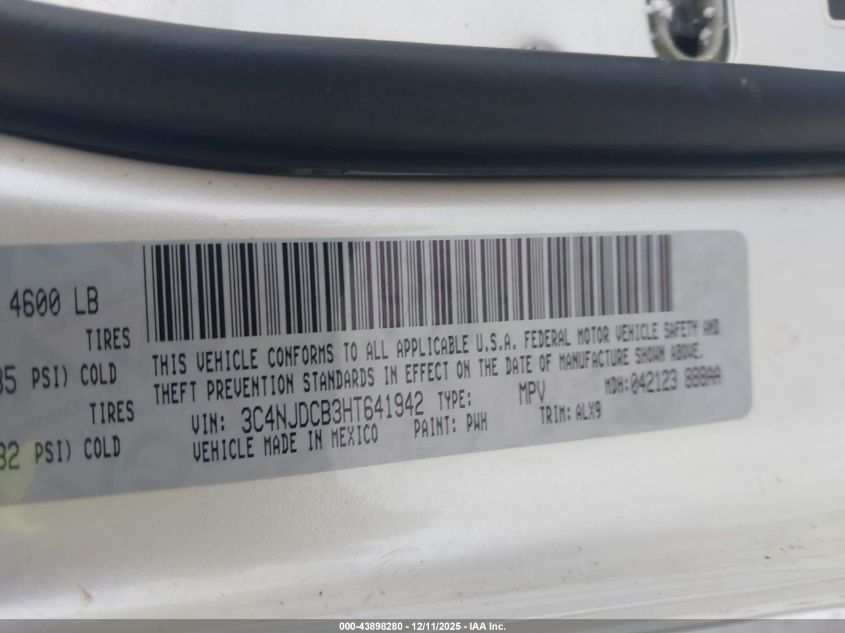 4600 LB
TIRES
35 PSI) COLD
TIRES
32 PSI) COLD
THIS VEHICLE CONFORMS TO ALL APPLICABLE U.S.A. FEDERAL MOTOR VEHICLE SAFETY AND
THEFT PREVENTION STANDARDS IN EFFECT ON THE DATE OF MANUFACTURE SHOWN ABOVE.
VIN: 3C4NJDCB3HT641942 TYPE: MPV MDH: 042123 888AA
VEHICLE MADE IN MEXICO PAINT: PWH TRIM: ALX9
000-43898280 - 12/11/2025 - IAA Inc.